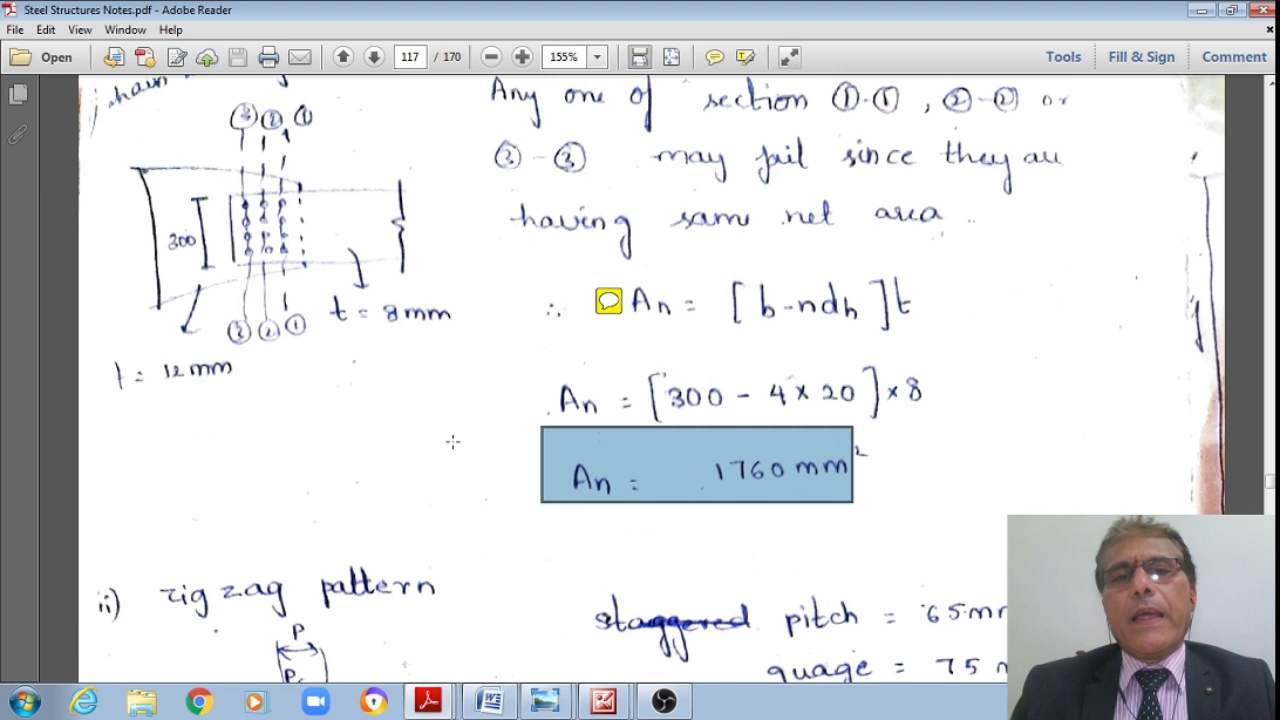 Steel Structures Notes.pdf - Adobe Reader
File Edit View Window Help
Open 117 / 170 155% Tools Fill & Sign Comment
chain
③ ② ①
300
③ ② ①
t = 8mm
t = 12 mm
Any one of section ①-①, ②-② or
③-③ may fail since they are
having same net area.
∴ An = [b-ndh]t
An = [300 - 4 × 20] × 8
An = 1760 mm²
ii) zig zag pattern
P
staggered pitch = 65mm
guage = 75